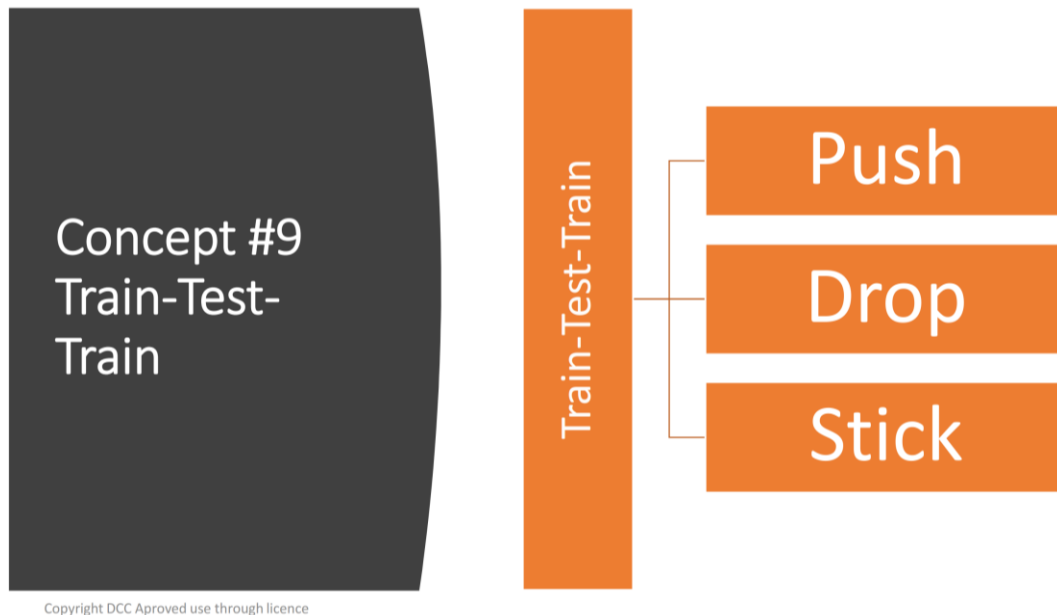 Concept #9
Train-Test-
Train
Train-Test-Train
Push
Drop
Stick
Copyright DCC Aproved use through licence